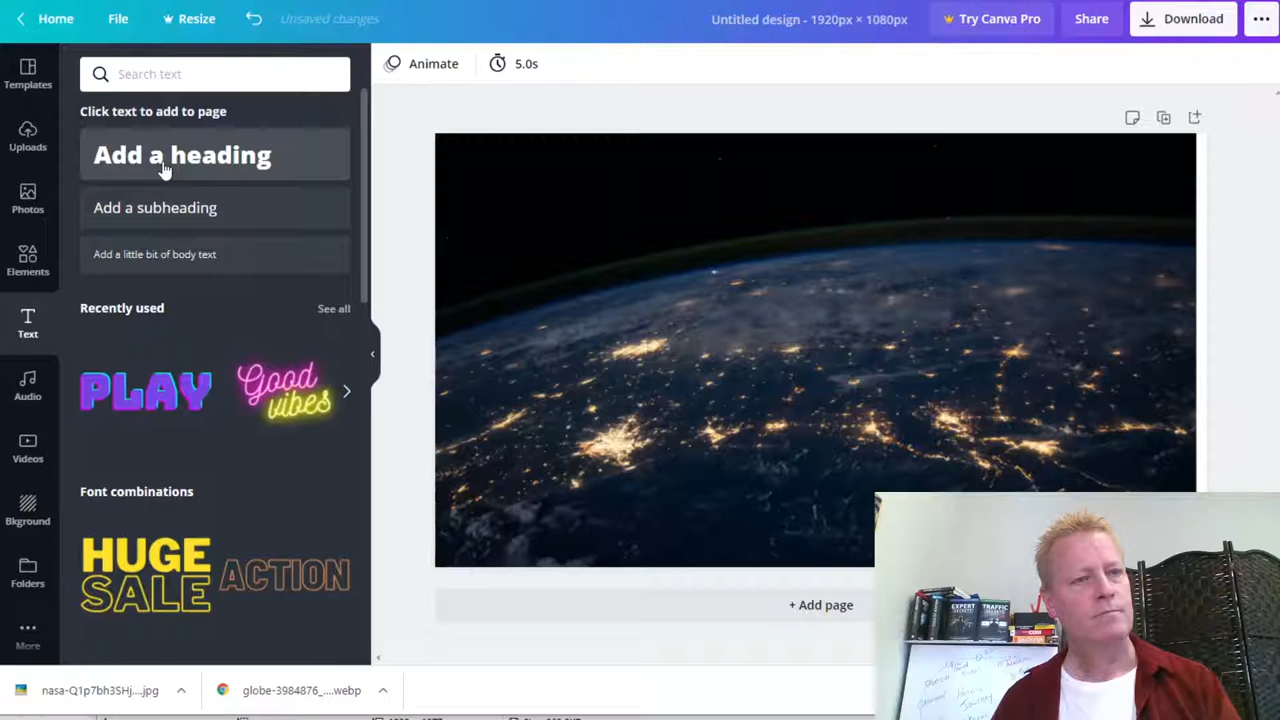 Home File Resize Unsaved changes Untitled design - 1920px × 1080px Try Canva Pro Share Download
Templates
Uploads
Photos
Elements
Text
Audio
Videos
Bkground
Folders
More
Search text
Click text to add to page
Add a heading
Add a subheading
Add a little bit of body text
Recently used See all
PLAY Good vibes
Font combinations
HUGE SALE ACTION
Animate 5.0s
+ Add page
EXPERT SECRETS TRAFFIC SECRETS
nasa-Q1p7bh3SHj....jpg globe-3984876_....webp